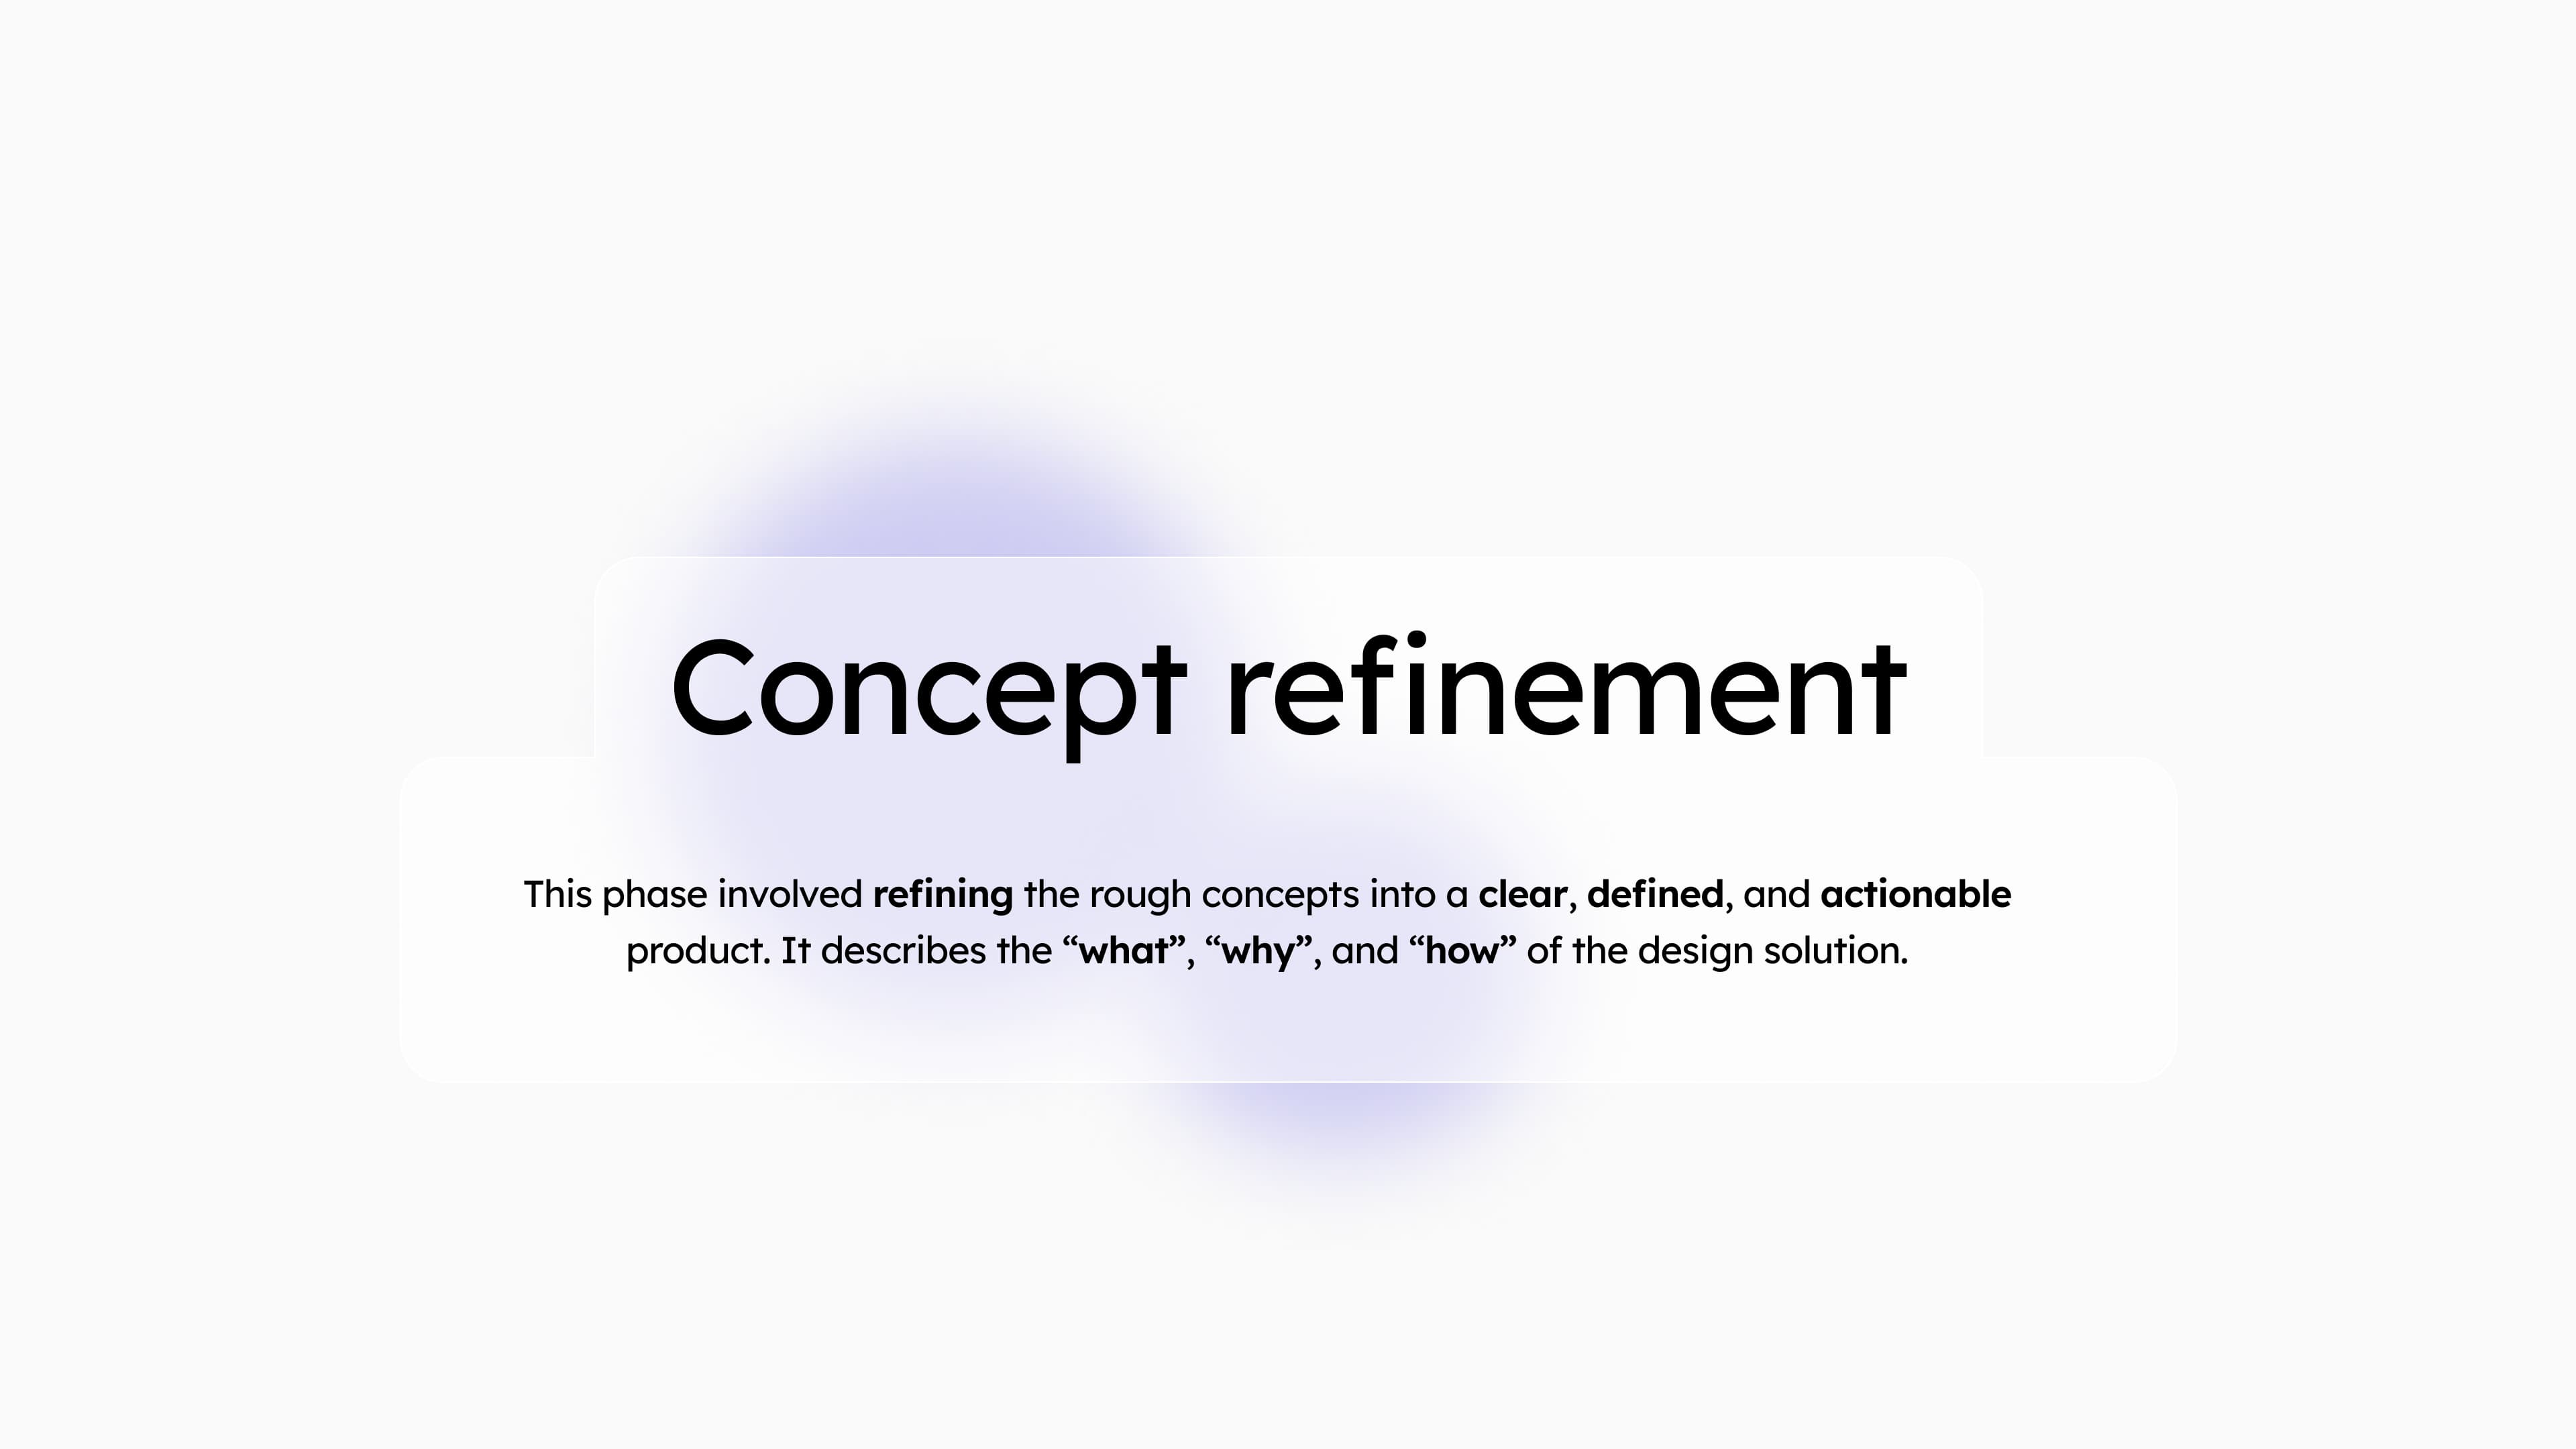 Concept refinement
This phase involved refining the rough concepts into a clear, defined, and actionable
product. It describes the “what”, “why”, and “how” of the design solution.